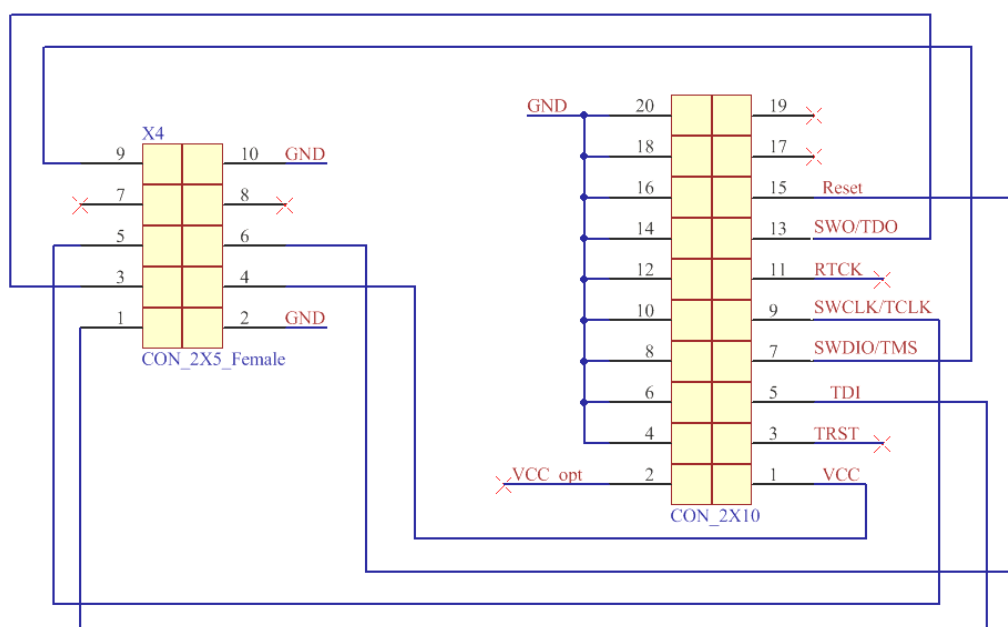 X4
9 10 GND
7 8
5 6
3 4
1 2 GND
CON_2X5_Female
GND 20 19
18 17
16 15 Reset
14 13 SWO/TDO
12 11 RTCK
10 9 SWCLK/TCLK
8 7 SWDIO/TMS
6 5 TDI
4 3 TRST
VCC_opt 2 1 VCC
CON_2X10